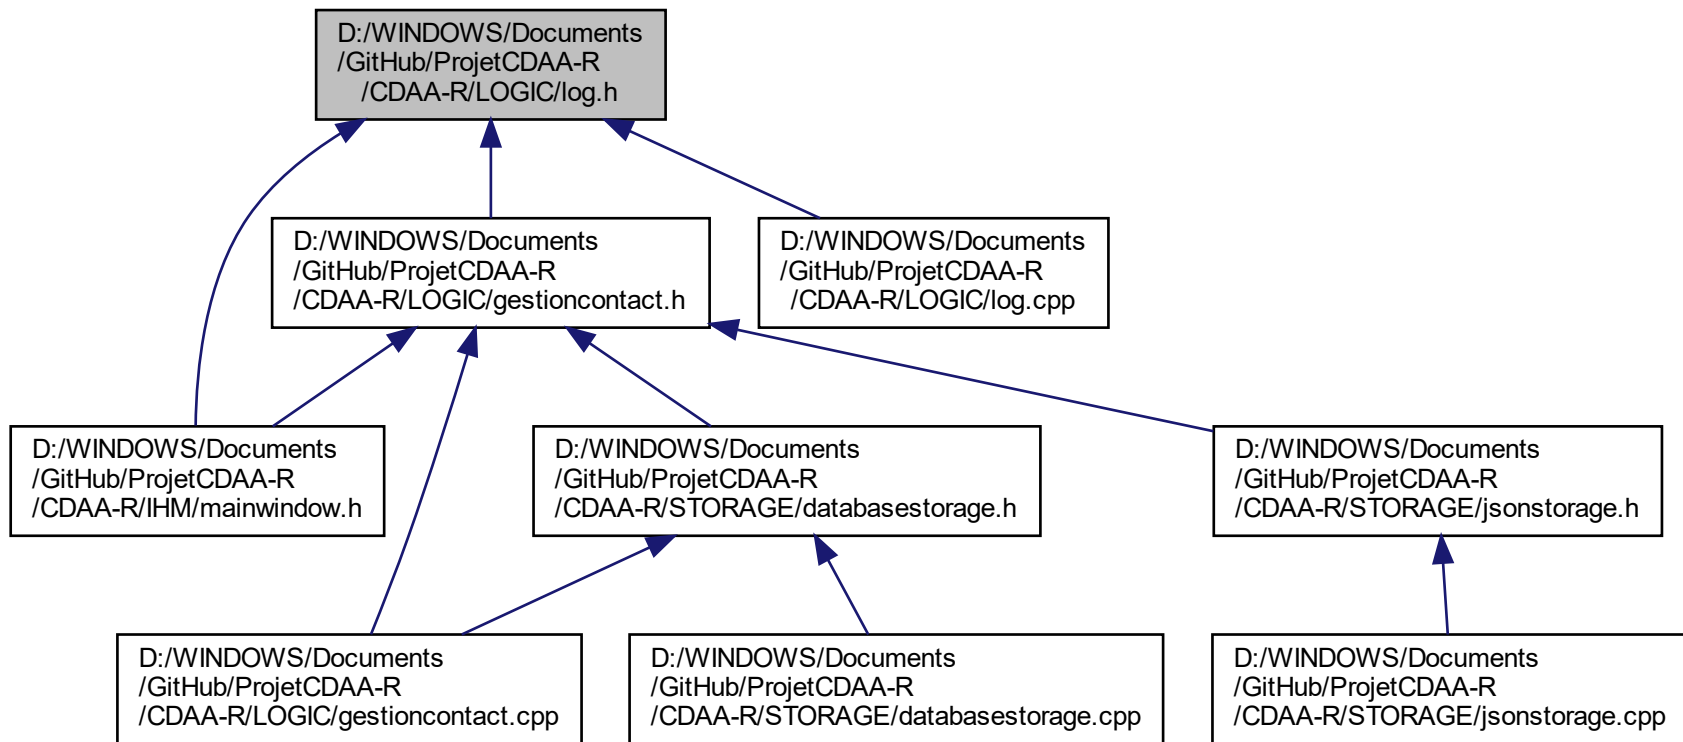 D:/WINDOWS/Documents
/GitHub/ProjetCDAA-R
/CDAA-R/LOGIC/log.h
D:/WINDOWS/Documents
/GitHub/ProjetCDAA-R
/CDAA-R/LOGIC/gestioncontact.h
D:/WINDOWS/Documents
/GitHub/ProjetCDAA-R
/CDAA-R/LOGIC/log.cpp
D:/WINDOWS/Documents
/GitHub/ProjetCDAA-R
/CDAA-R/IHM/mainwindow.h
D:/WINDOWS/Documents
/GitHub/ProjetCDAA-R
/CDAA-R/STORAGE/databasestorage.h
D:/WINDOWS/Documents
/GitHub/ProjetCDAA-R
/CDAA-R/STORAGE/jsonstorage.h
D:/WINDOWS/Documents
/GitHub/ProjetCDAA-R
/CDAA-R/LOGIC/gestioncontact.cpp
D:/WINDOWS/Documents
/GitHub/ProjetCDAA-R
/CDAA-R/STORAGE/databasestorage.cpp
D:/WINDOWS/Documents
/GitHub/ProjetCDAA-R
/CDAA-R/STORAGE/jsonstorage.cpp